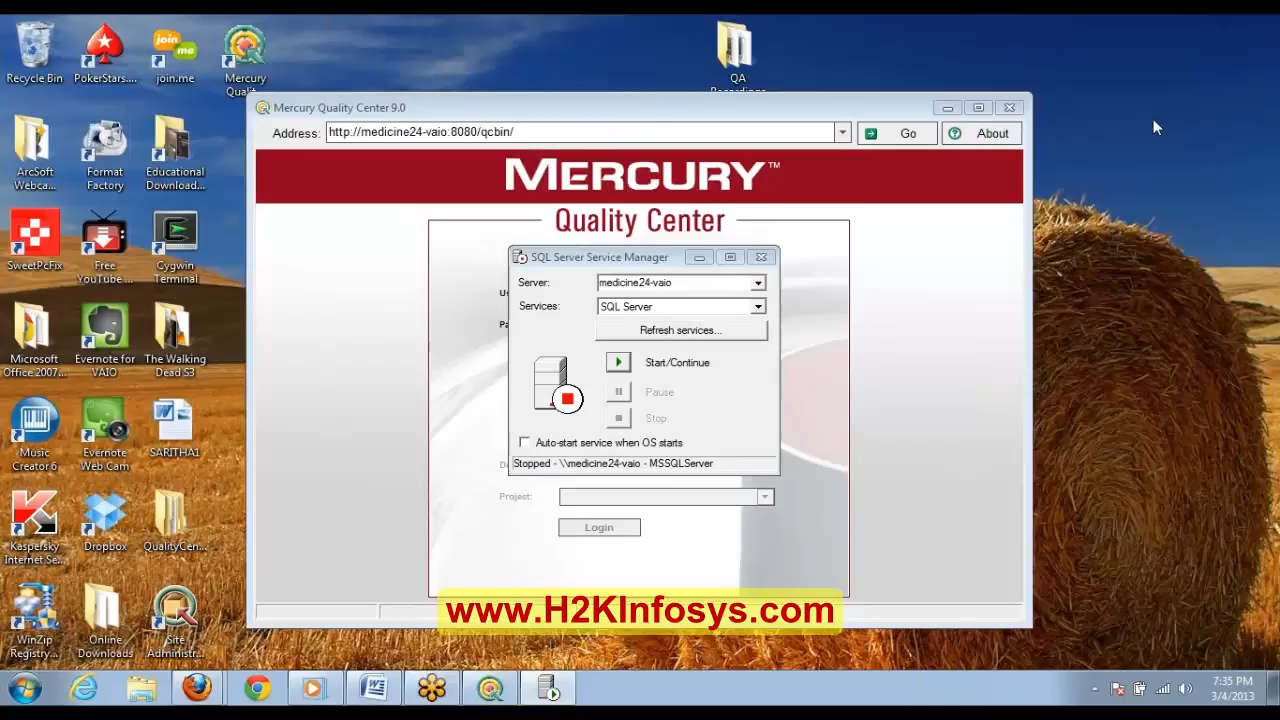 Recycle Bin
PokerStars....
join.me
Mercury
Qualit
QA
Recordings
ArcSoft
Webca...
Format
Factory
Educational
Download...
SweetPcFix
Free
YouTube ...
Cygwin
Terminal
Microsoft
Office 2007...
Evernote for
VAIO
The Walking
Dead S3
Music
Creator 6
Evernote
Web Cam
SARITHA1
Kaspersky
Internet Se...
Dropbox
QualityCen...
WinZip
Registry...
Online
Downloads
Site
Administr...
join
me
Mercury Quality Center 9.0
Address: http://medicine24-vaio:8080/qcbin/ Go About
MERCURY™
Quality Center
SQL Server Service Manager
Server: medicine24-vaio
Services: SQL Server
Refresh services...
Start/Continue
Pause
Stop
Auto-start service when OS starts
Stopped - \\medicine24-vaio - MSSQLServer
Project:
Login
www.H2KInfosys.com
7:35 PM
3/4/2013